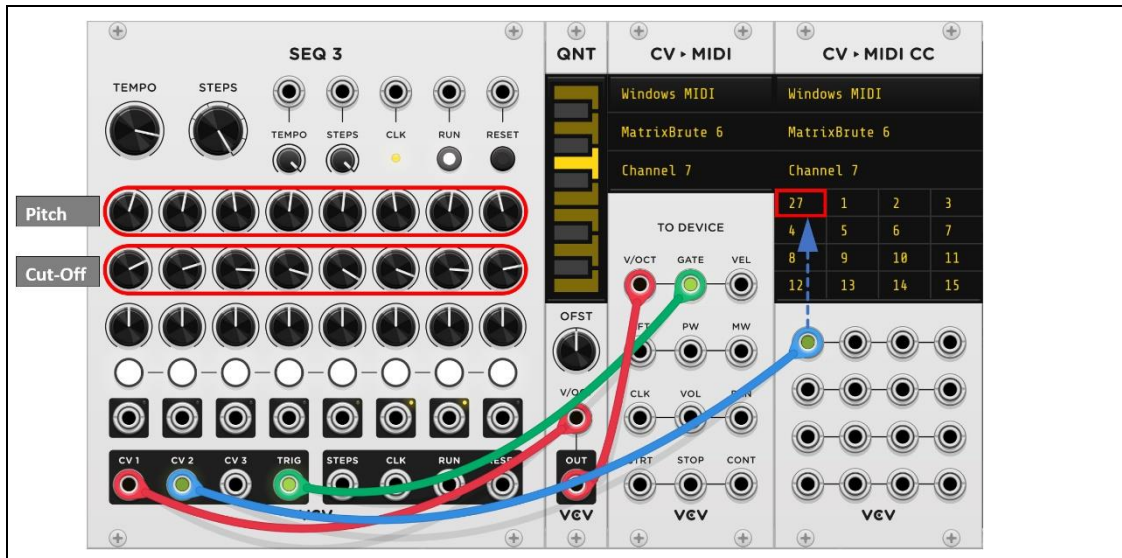 SEQ 3
TEMPO STEPS
TEMPO STEPS CLK RUN RESET
Pitch
Cut-Off
CV 1 CV 2 CV 3 TRIG STEPS CLK RUN
VCV
QNT
OFST
V/OCT
OUT
VCV
CV ▸ MIDI
Windows MIDI
MatrixBrute 6
Channel 7
TO DEVICE
V/OCT GATE VEL
PW MW
CLK VOL
STOP CONT
VCV
CV ▸ MIDI CC
Windows MIDI
MatrixBrute 6
Channel 7
27 1 2 3
4 5 6 7
8 9 10 11
12 13 14 15
VCV